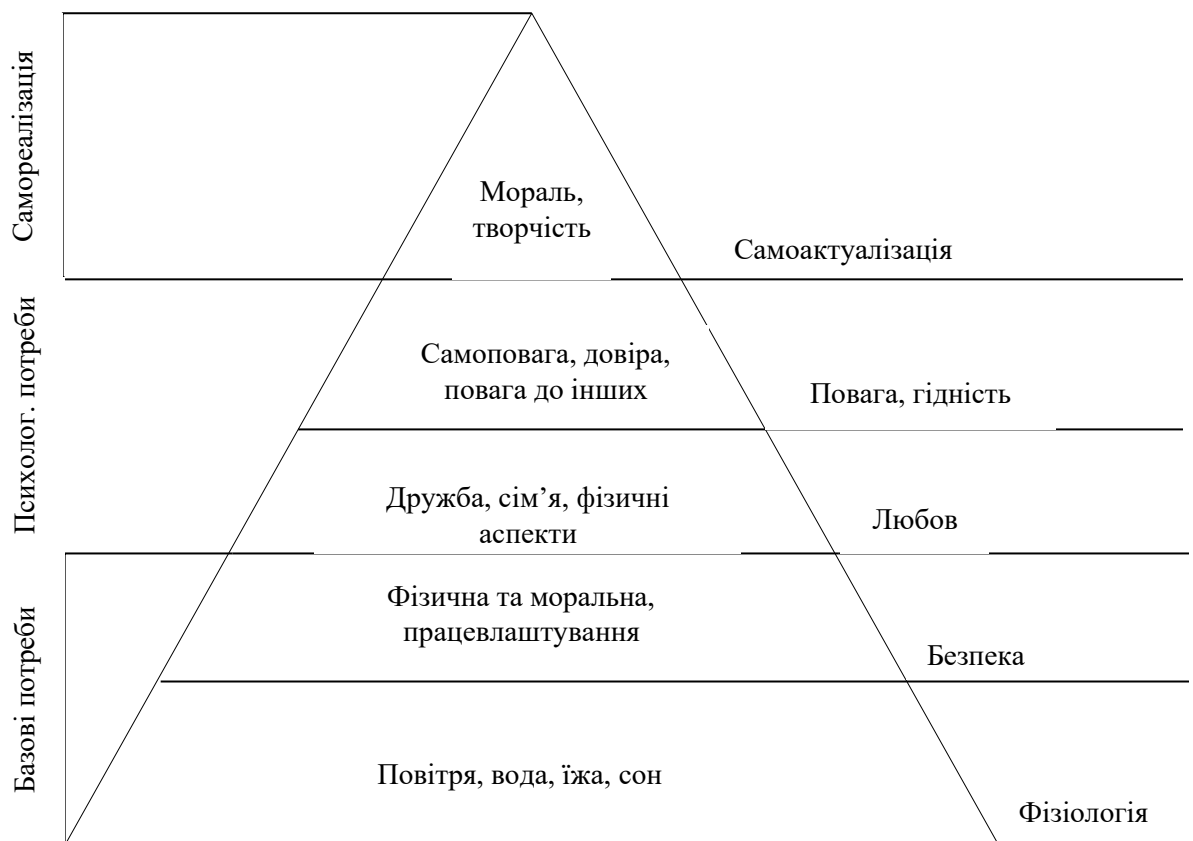 Самореалізація
Мораль,
творчість
Самоактуалізація
Психолог. потреби
Самоповага, довіра,
повага до інших
Повага, гідність
Дружба, сім’я, фізичні
аспекти
Любов
Базові потреби
Фізична та моральна,
працевлаштування
Безпека
Повітря, вода, їжа, сон
Фізіологія